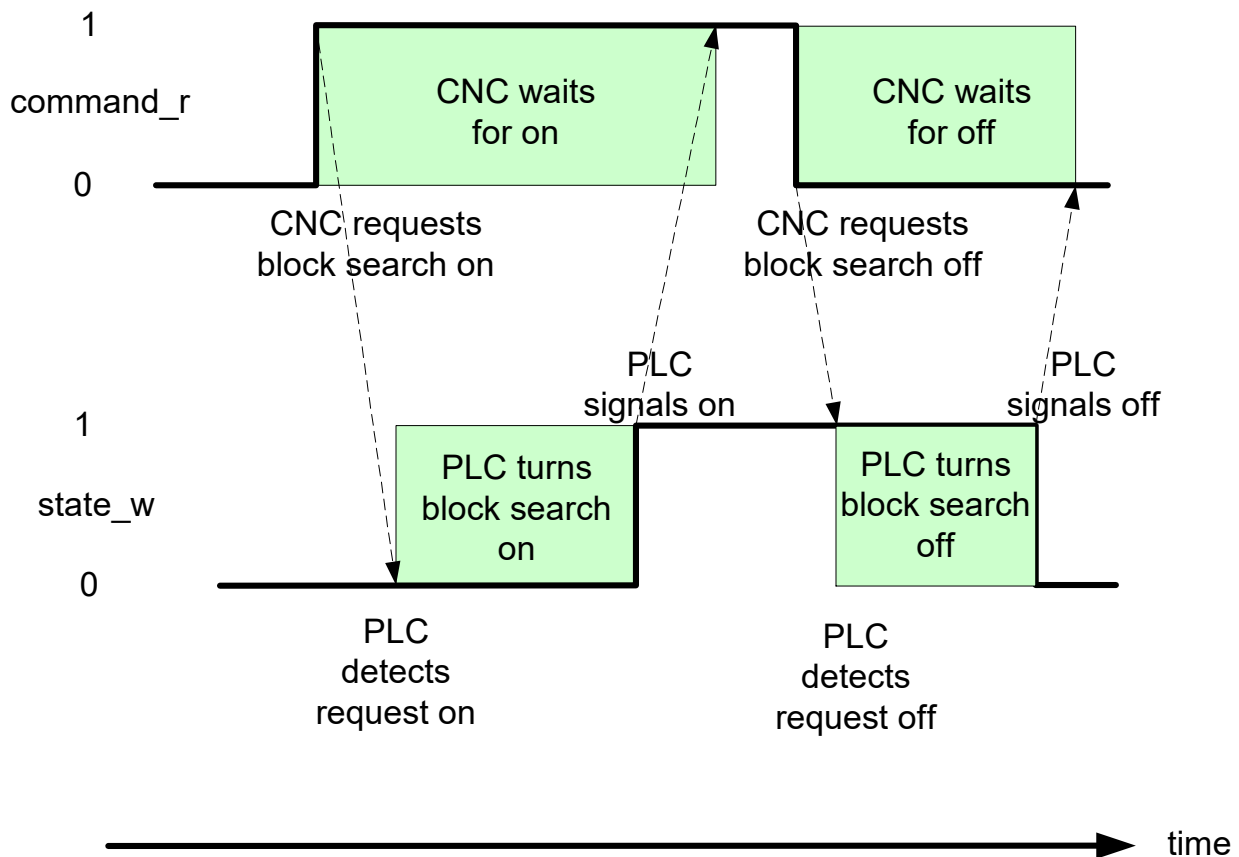 1
command_r
0
CNC waits
for on
CNC waits
for off
CNC requests
block search on
CNC requests
block search off
PLC
signals on
PLC
signals off
1
state_w
0
PLC turns
block search
on
PLC turns
block search
off
PLC
detects
request on
PLC
detects
request off
time